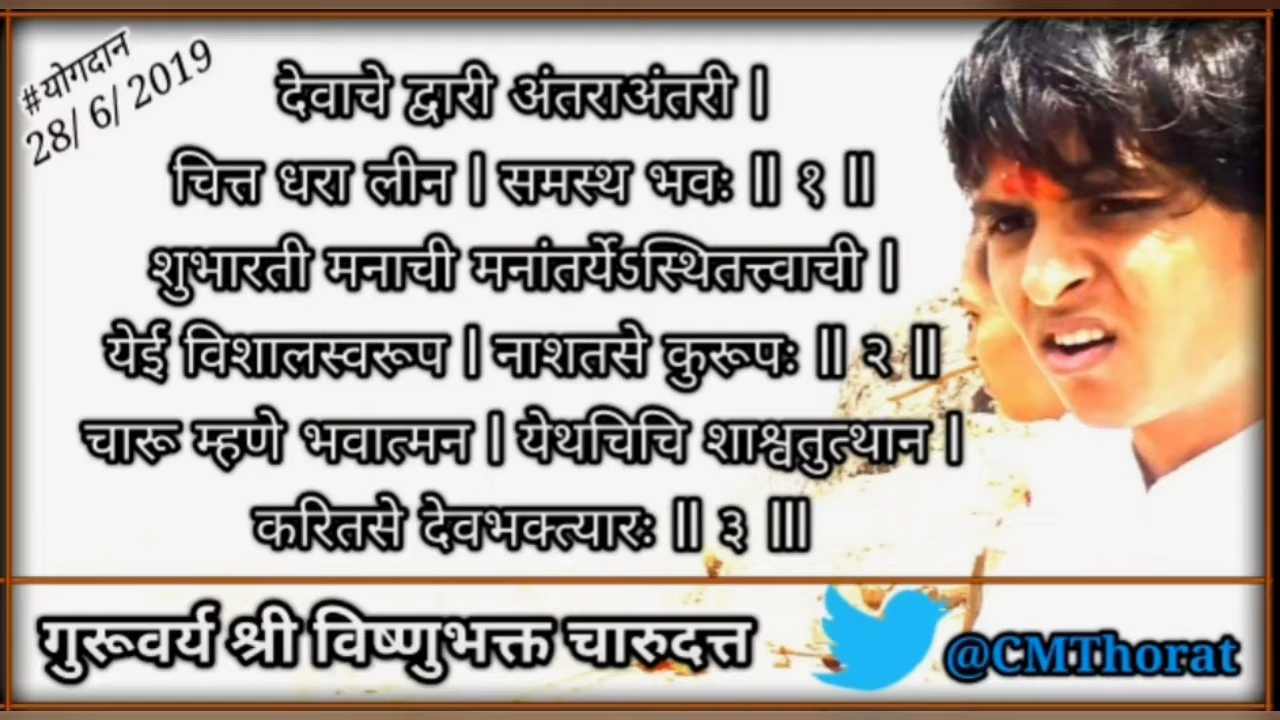 #योगदान
28/ 6/ 2019
देवाचे द्वारी अंतराअंतरी |
चित्त धरा लीन | समस्थ भवः || १ ||
शुभारती मनाची मनांतर्येऽस्थितत्त्वाची |
येई विशालस्वरूप | नाशतसे कुरूपः || २ ||
चारू म्हणे भवात्मन | येथचिचि शाश्वतुत्थान |
करितसे देवभक्त्यारः || ३ |||
गुरूवर्य श्री विष्णुभक्त चारुदत्त
@CMThorat